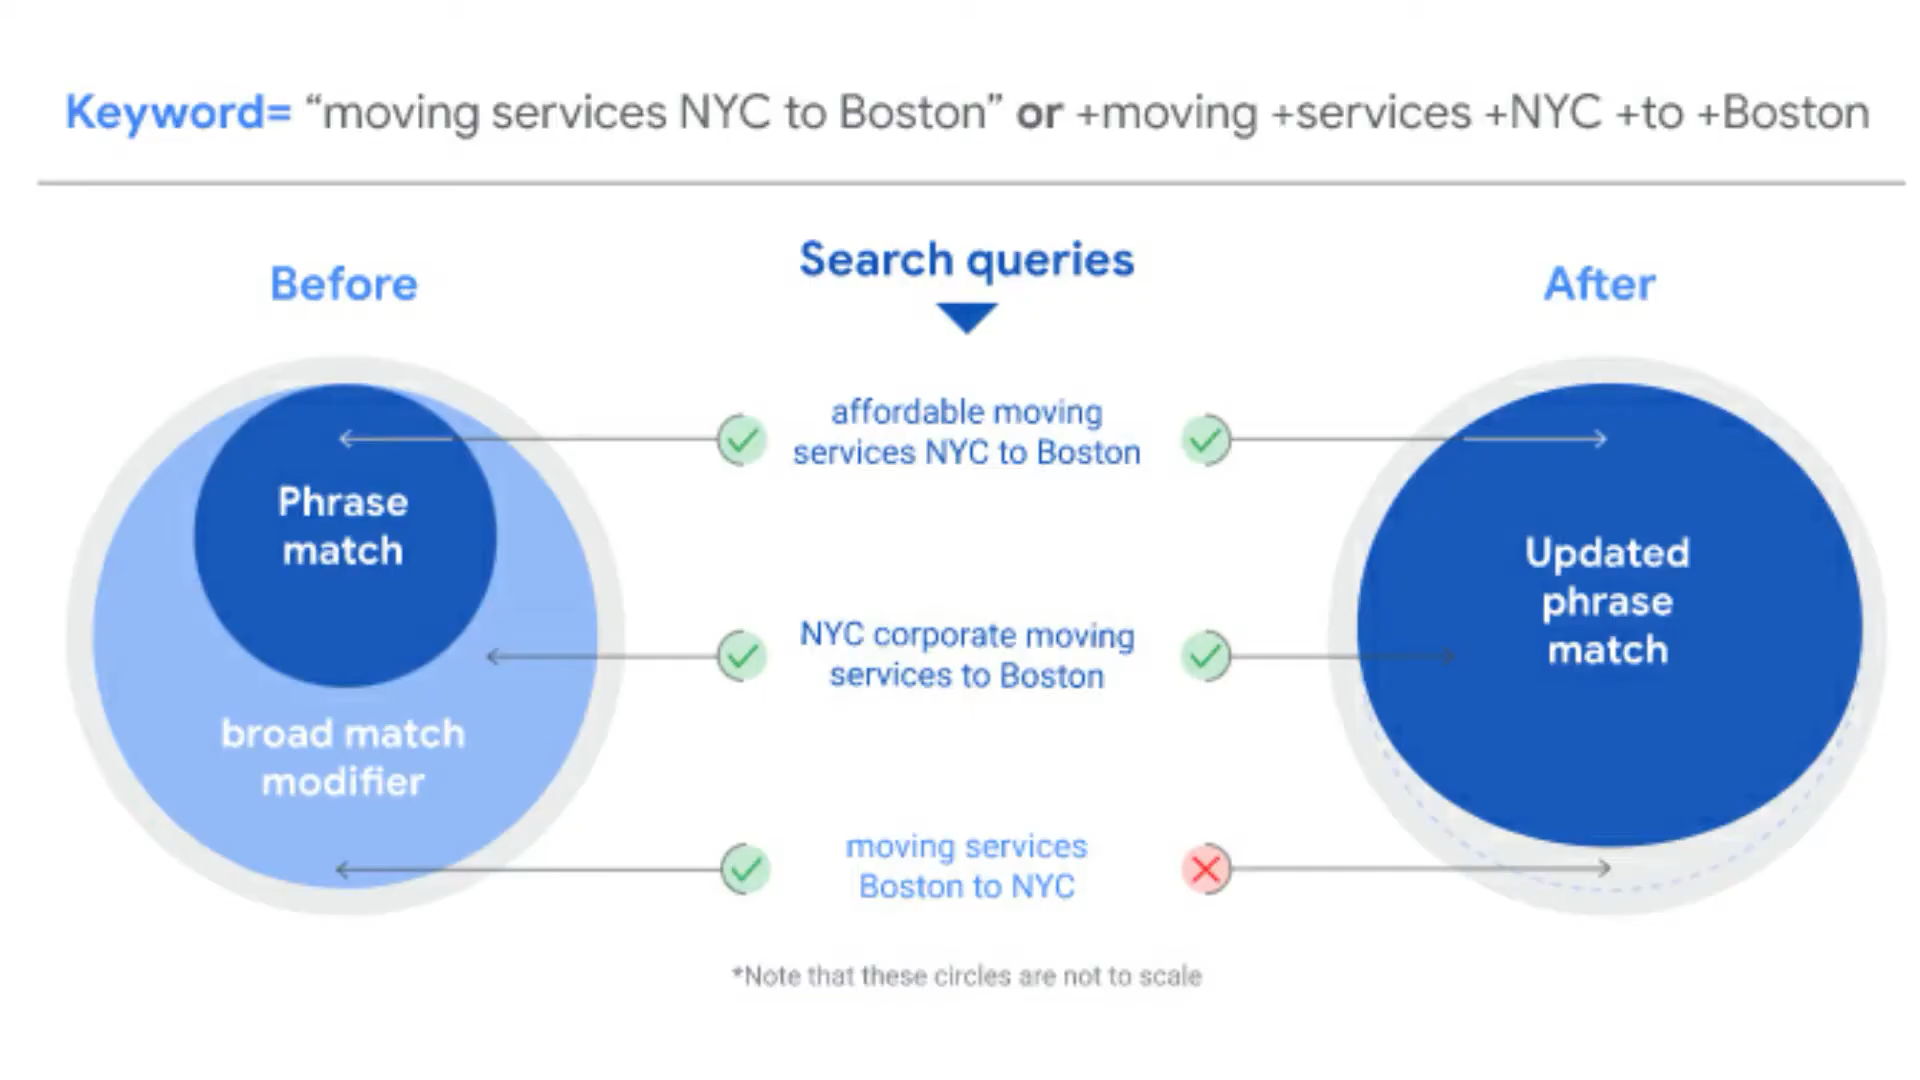 Keyword= “moving services NYC to Boston” or +moving +services +NYC +to +Boston
Before
Search queries
After
affordable moving
services NYC to Boston
Phrase
match
Updated
phrase
match
NYC corporate moving
services to Boston
broad match
modifier
moving services
Boston to NYC
*Note that these circles are not to scale